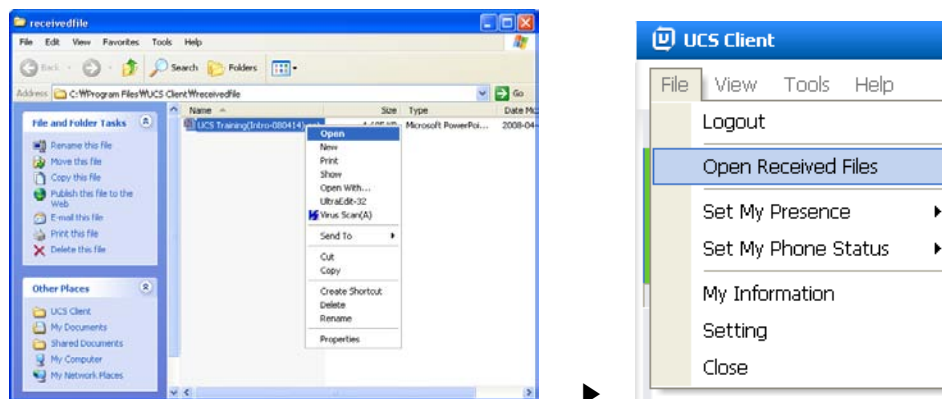 receivedfile
File Edit View Favorites Tools Help
Back Search Folders
Address C:\Program Files\UCS Client\receivedfile Go
Name Size Type Date Mo
UCS Training(Intro-080414) Microsoft PowerPoi... 2008-04-
File and Folder Tasks
Rename this file
Move this file
Copy this file
Publish this file to the
Web
E-mail this file
Print this file
Delete this file
Other Places
UCS Client
My Documents
Shared Documents
My Computer
My Network Places
Open
New
Print
Show
Open With...
UltraEdit-32
Virus Scan(A)
Send To
Cut
Copy
Create Shortcut
Delete
Rename
Properties
UCS Client
File View Tools Help
Logout
Open Received Files
Set My Presence
Set My Phone Status
My Information
Setting
Close